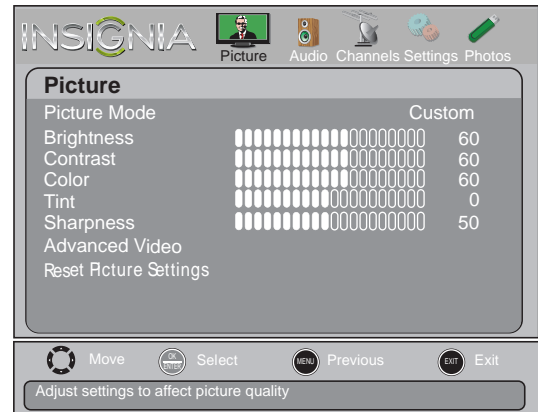 INSIGNIA
Picture Audio Channels Settings Photos
Picture
Picture Mode Custom
Brightness 60
Contrast 60
Color 60
Tint 0
Sharpness 50
Advanced Video
Reset Picture Settings
Move OK ENTER Select MENU Previous EXIT Exit
Adjust settings to affect picture quality